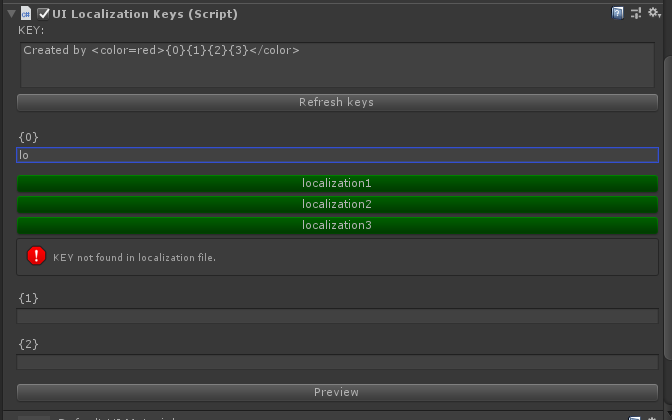 UI Localization Keys (Script)
KEY:
Created by <color=red>{0}{1}{2}{3}</color>
Refresh keys
{0}
lo
localization1
localization2
localization3
KEY not found in localization file.
{1}
{2}
Preview